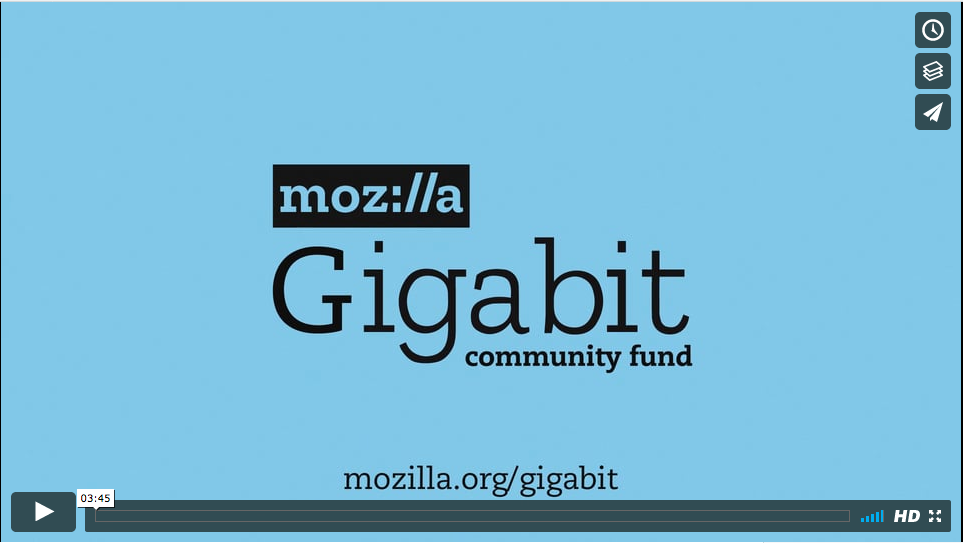 moz://a
Gigabit
community fund
mozilla.org/gigabit
03:45
HD